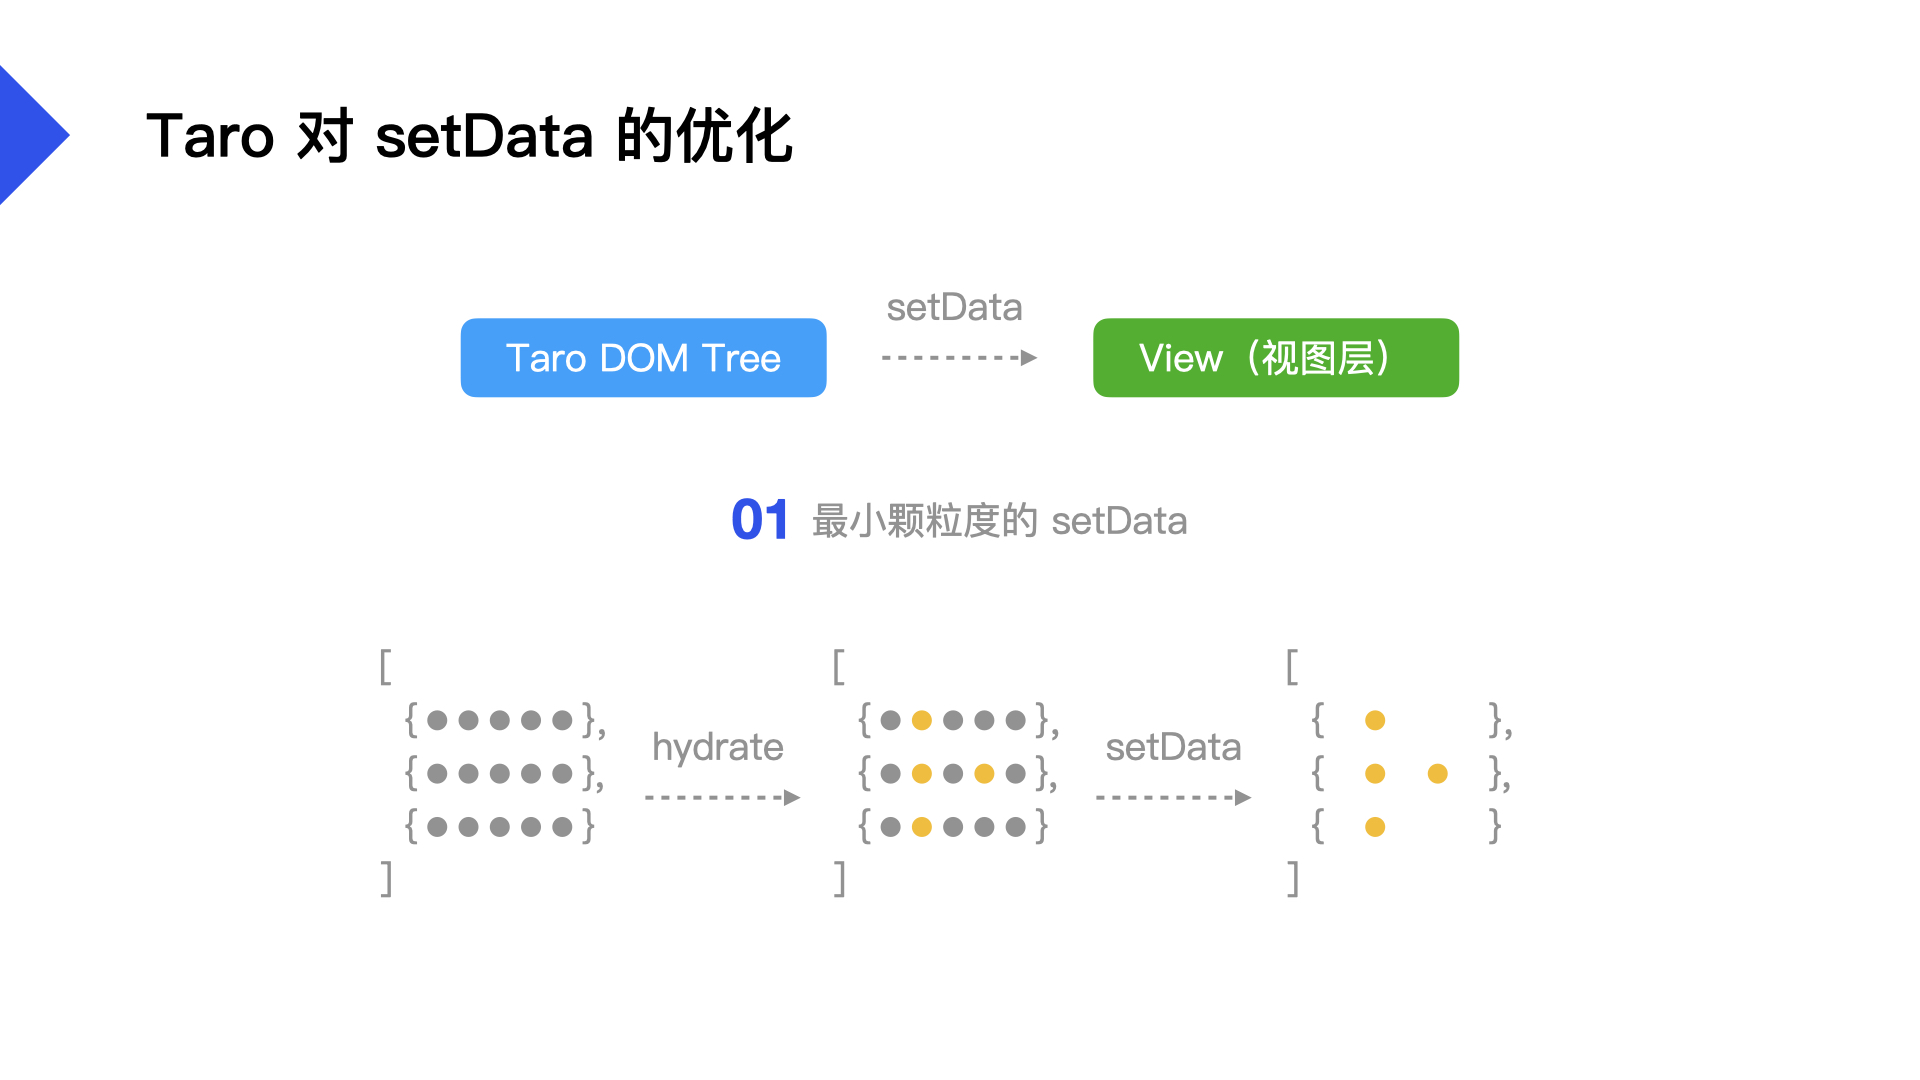 Taro 对 setData 的优化
setData
Taro DOM Tree
View（视图层）
01 最小颗粒度的 setData
[
{●●●●●},
{●●●●●},
{●●●●●}
]
hydrate
[
{●●●●●},
{●●●●●},
{●●●●●}
]
setData
[
{ ● },
{ ● ● },
{ ● }
]